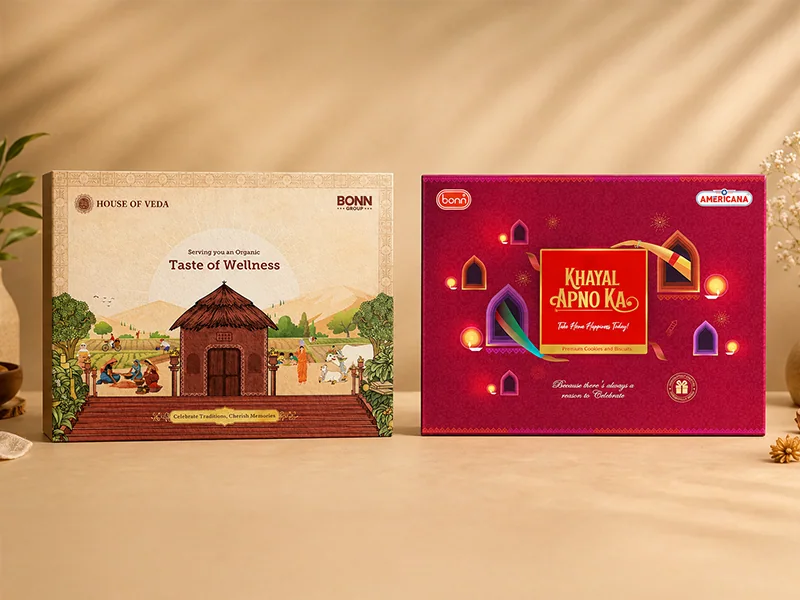 HOUSE OF VEDA
BONN
GROUP
Serving you an Organic
Taste of Wellness
Celebrate Traditions, Cherish Memories
bonn
AMERICANA
KHAYAL
APNO KA
Take Home Happiness Today!
Premium Cookies and Biscuits
Because there's always a
reason to Celebrate